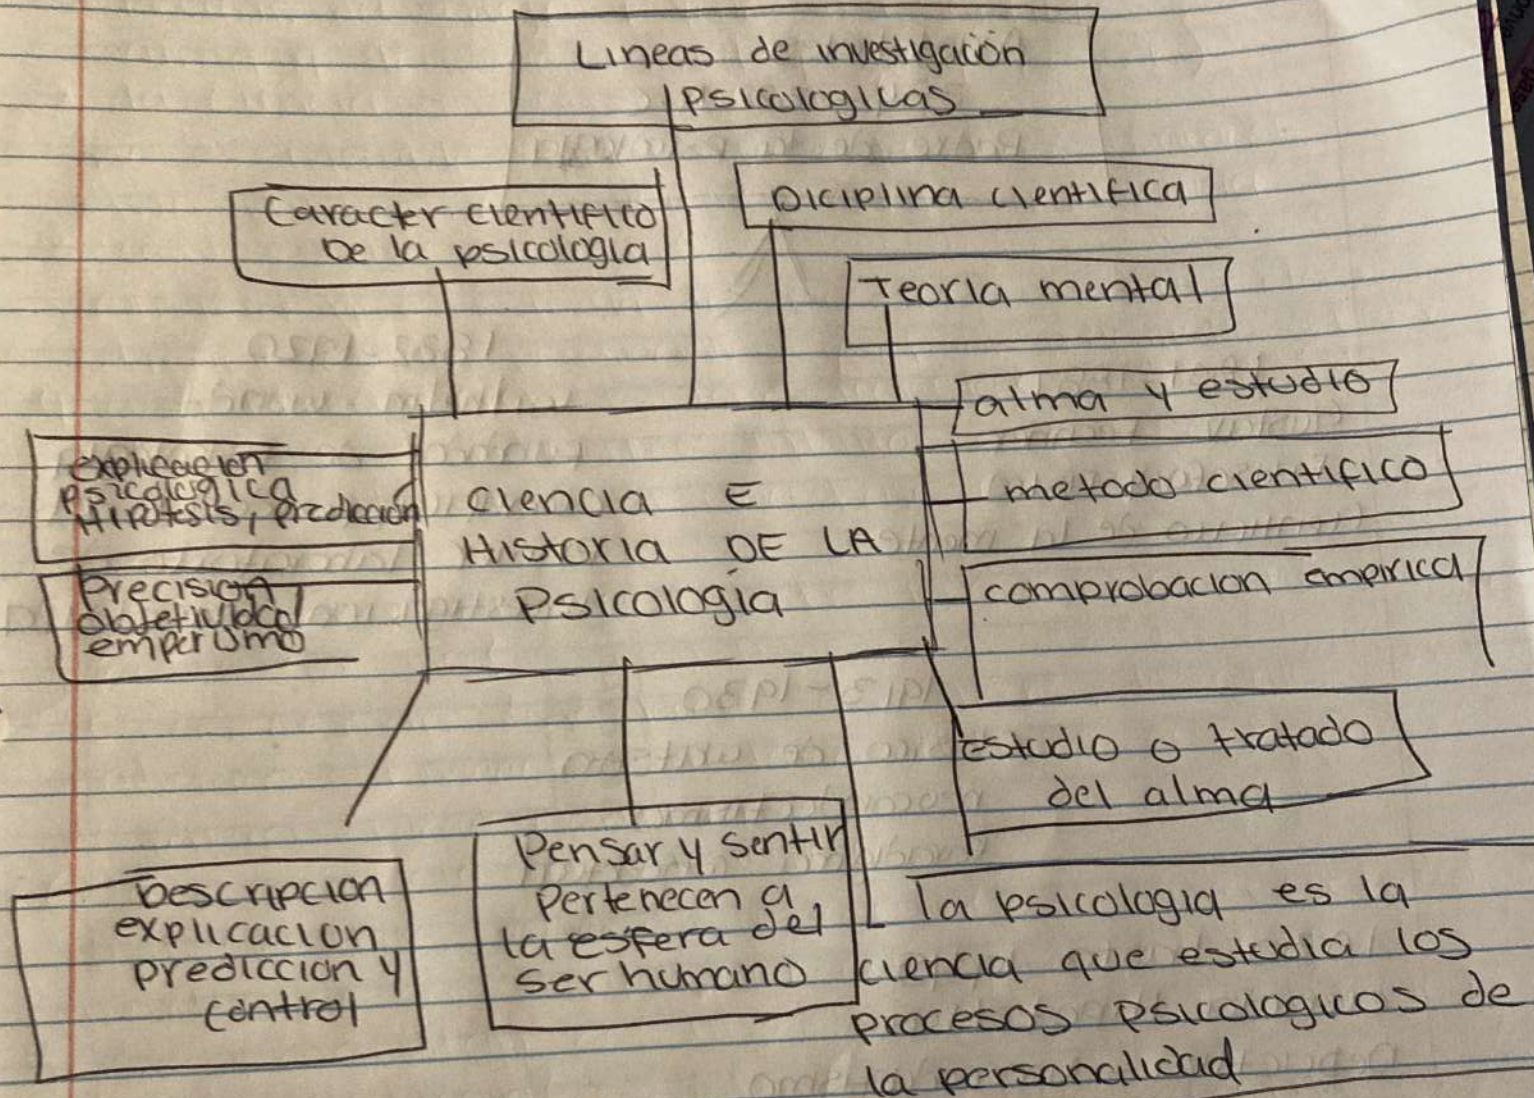 Lineas de investigación
psicologicas
Caracter cientifico
De la psicologia
Diciplina cientifica
Teoria mental
alma y estudio
metodo cientifico
comprobacion empirica
estudio o tratado
del alma
explicacion
psicologica
Hipotesis, prediccion
Precision
objetividad
emperismo
ciencia E
Historia DE LA
Psicologia
Descripcion
explicacion
prediccion y
control
Pensar y sentir
pertenecen a
la esfera del
ser humano
la psicologia es la
ciencia que estudia los
procesos psicologicos de
la personalidad